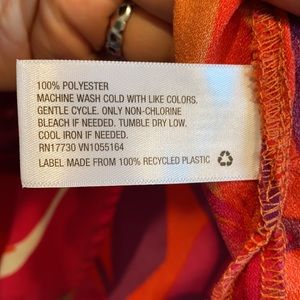 100% POLYESTER
MACHINE WASH COLD WITH LIKE COLORS,
GENTLE CYCLE. ONLY NON-CHLORINE
BLEACH IF NEEDED. TUMBLE DRY LOW.
COOL IRON IF NEEDED.
RN17730 VN1055164
LABEL MADE FROM 100% RECYCLED PLASTIC